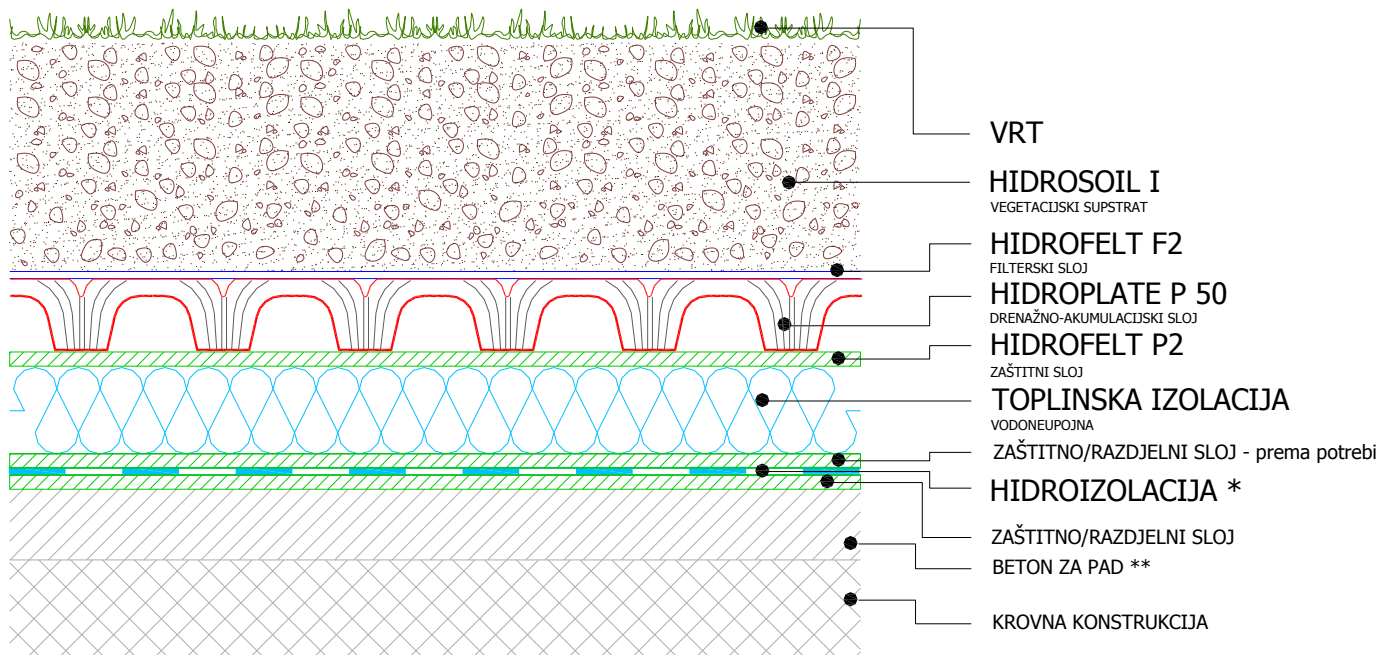 VRT
HIDROSOIL I
VEGETACIJSKI SUPSTRAT
HIDROFELT F2
FILTERSKI SLOJ
HIDROPLATE P 50
DRENAŽNO-AKUMULACIJSKI SLOJ
HIDROFELT P2
ZAŠTITNI SLOJ
TOPLINSKA IZOLACIJA
VODONEUPOJNA
ZAŠTITNO/RAZDJELNI SLOJ - prema potrebi
HIDROIZOLACIJA *
ZAŠTITNO/RAZDJELNI SLOJ
BETON ZA PAD **
KROVNA KONSTRUKCIJA